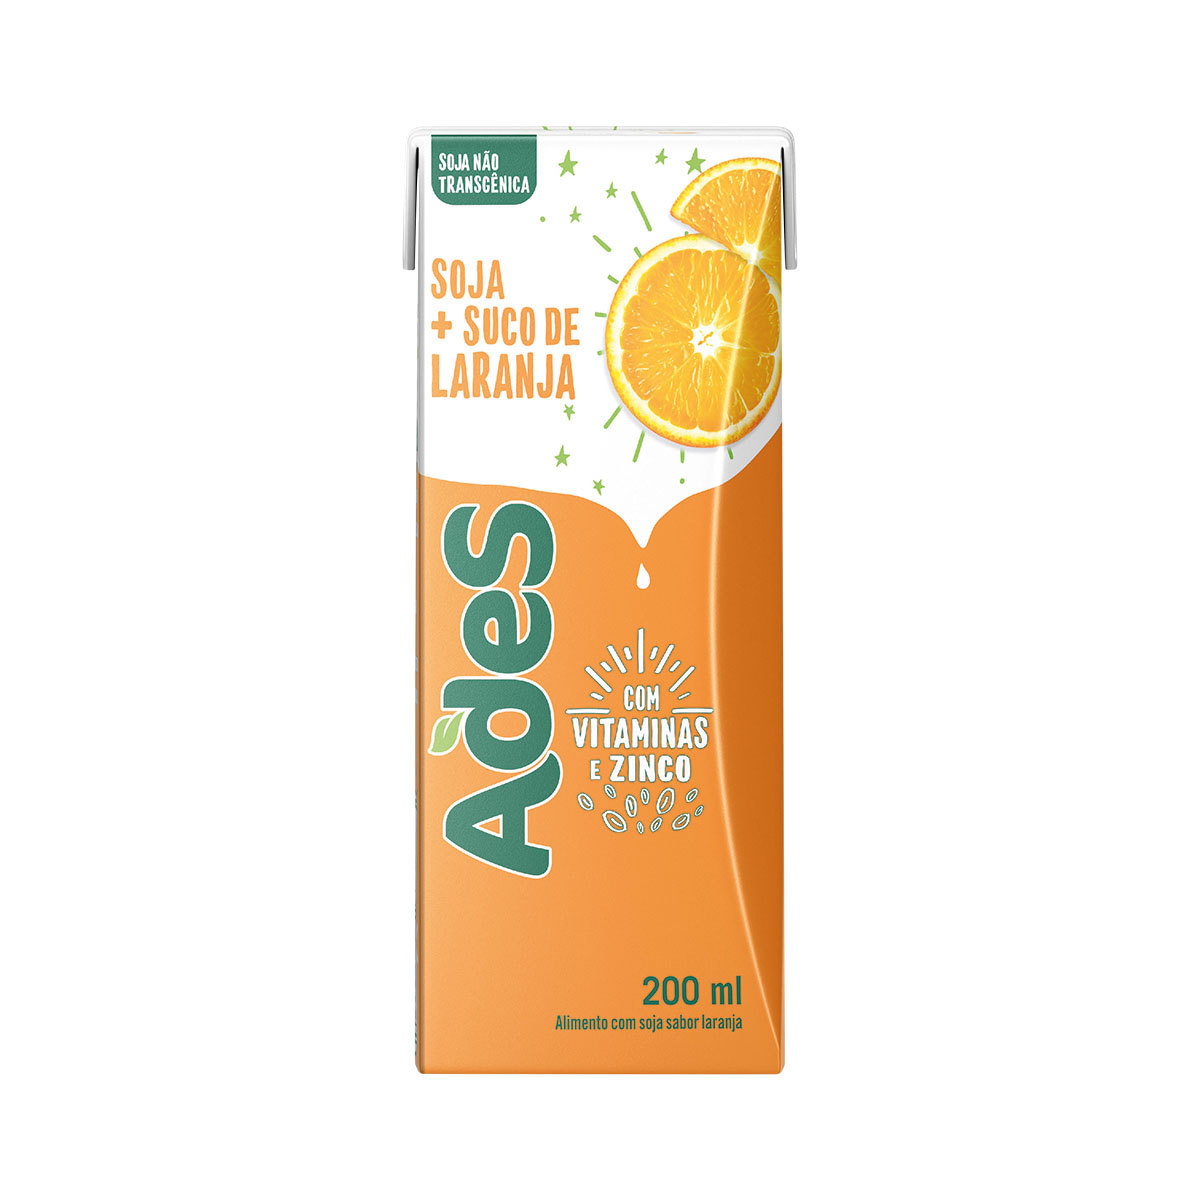 SOJA NÃO
TRANSGÊNICA
SOJA
+ SUCO DE
LARANJA
AdeS
COM
VITAMINAS
E ZINCO
200 ml
Alimento com soja sabor laranja